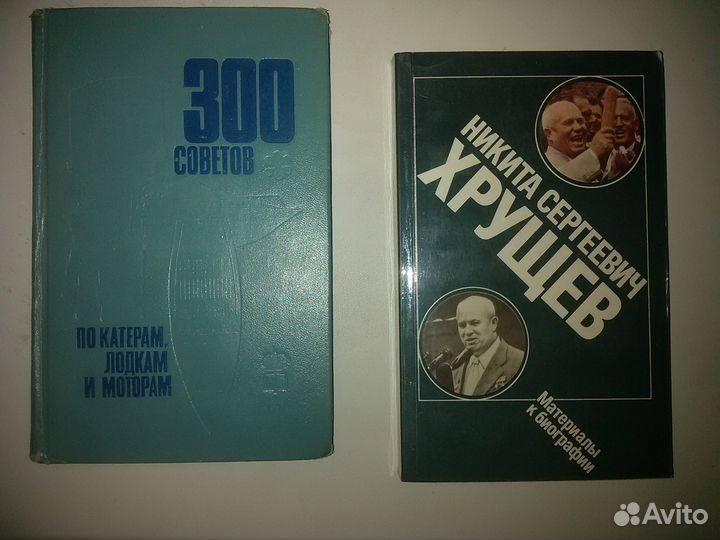 300
СОВЕТОВ
ПО КАТЕРАМ,
ЛОДКАМ
И МОТОРАМ
НИКИТА СЕРГЕЕВИЧ
ХРУЩЕВ
Материалы
к биографии
Avito